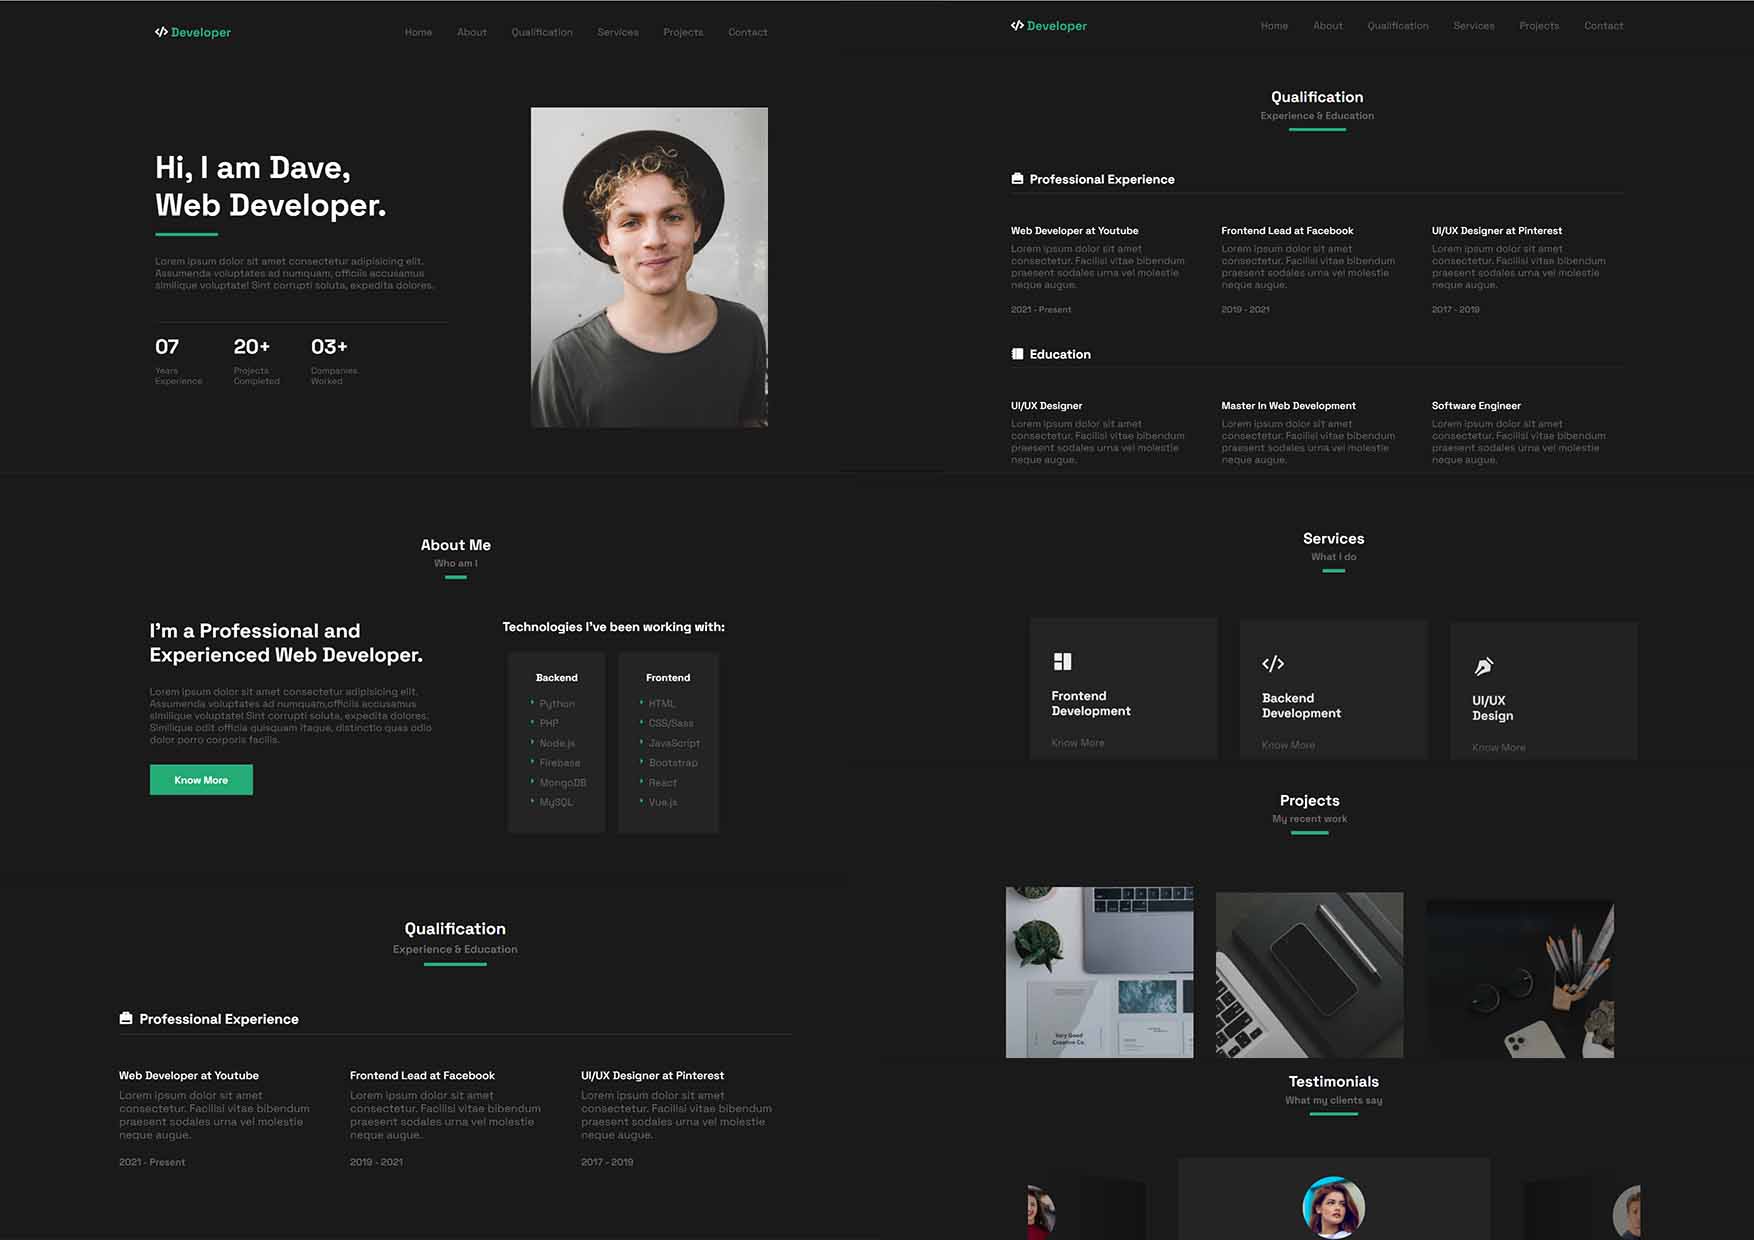 </> Developer
Home About Qualification Services Projects Contact
Hi, I am Dave,
Web Developer.
Lorem ipsum dolor sit amet consectetur adipisicing elit.
Assumenda voluptates ad numquam, officiis accusamus
similique voluptate! Sint corrupti soluta, expedita dolores.
07 20+ 03+
Years Projects Companies
Experience Completed Worked
About Me
Who am I
I'm a Professional and
Experienced Web Developer.
Lorem ipsum dolor sit amet consectetur adipisicing elit.
Assumenda voluptates ad numquam,officiis accusamus
similique voluptate! Sint corrupti soluta, expedita dolores.
Similique odit officia quisquam itaque, distinctio quas odio
dolor porro corporis facilis.
Know More
Technologies I've been working with:
Backend
Python
PHP
Node.js
Firebase
MongoDB
MySQL
Frontend
HTML
CSS/Sass
JavaScript
Bootstrap
React
Vue.js
Qualification
Experience & Education
Professional Experience
Web Developer at Youtube
Lorem ipsum dolor sit amet
consectetur. Facilisi vitae bibendum
praesent sodales urna vel molestie
neque augue.
2021 - Present
Frontend Lead at Facebook
Lorem ipsum dolor sit amet
consectetur. Facilisi vitae bibendum
praesent sodales urna vel molestie
neque augue.
2019 - 2021
UI/UX Designer at Pinterest
Lorem ipsum dolor sit amet
consectetur. Facilisi vitae bibendum
praesent sodales urna vel molestie
neque augue.
2017 - 2019
</> Developer
Home About Qualification Services Projects Contact
Qualification
Experience & Education
Professional Experience
Web Developer at Youtube
Lorem ipsum dolor sit amet
consectetur. Facilisi vitae bibendum
praesent sodales urna vel molestie
neque augue.
2021 - Present
Frontend Lead at Facebook
Lorem ipsum dolor sit amet
consectetur. Facilisi vitae bibendum
praesent sodales urna vel molestie
neque augue.
2019 - 2021
UI/UX Designer at Pinterest
Lorem ipsum dolor sit amet
consectetur. Facilisi vitae bibendum
praesent sodales urna vel molestie
neque augue.
2017 - 2019
Education
UI/UX Designer
Lorem ipsum dolor sit amet
consectetur. Facilisi vitae bibendum
praesent sodales urna vel molestie
neque augue.
Master In Web Development
Lorem ipsum dolor sit amet
consectetur. Facilisi vitae bibendum
praesent sodales urna vel molestie
neque augue.
Software Engineer
Lorem ipsum dolor sit amet
consectetur. Facilisi vitae bibendum
praesent sodales urna vel molestie
neque augue.
Services
What I do
Frontend
Development
Know More
</> 
Backend
Development
Know More
UI/UX
Design
Know More
Projects
My recent work
Very Good
Creative Co.
Testimonials
What my clients say